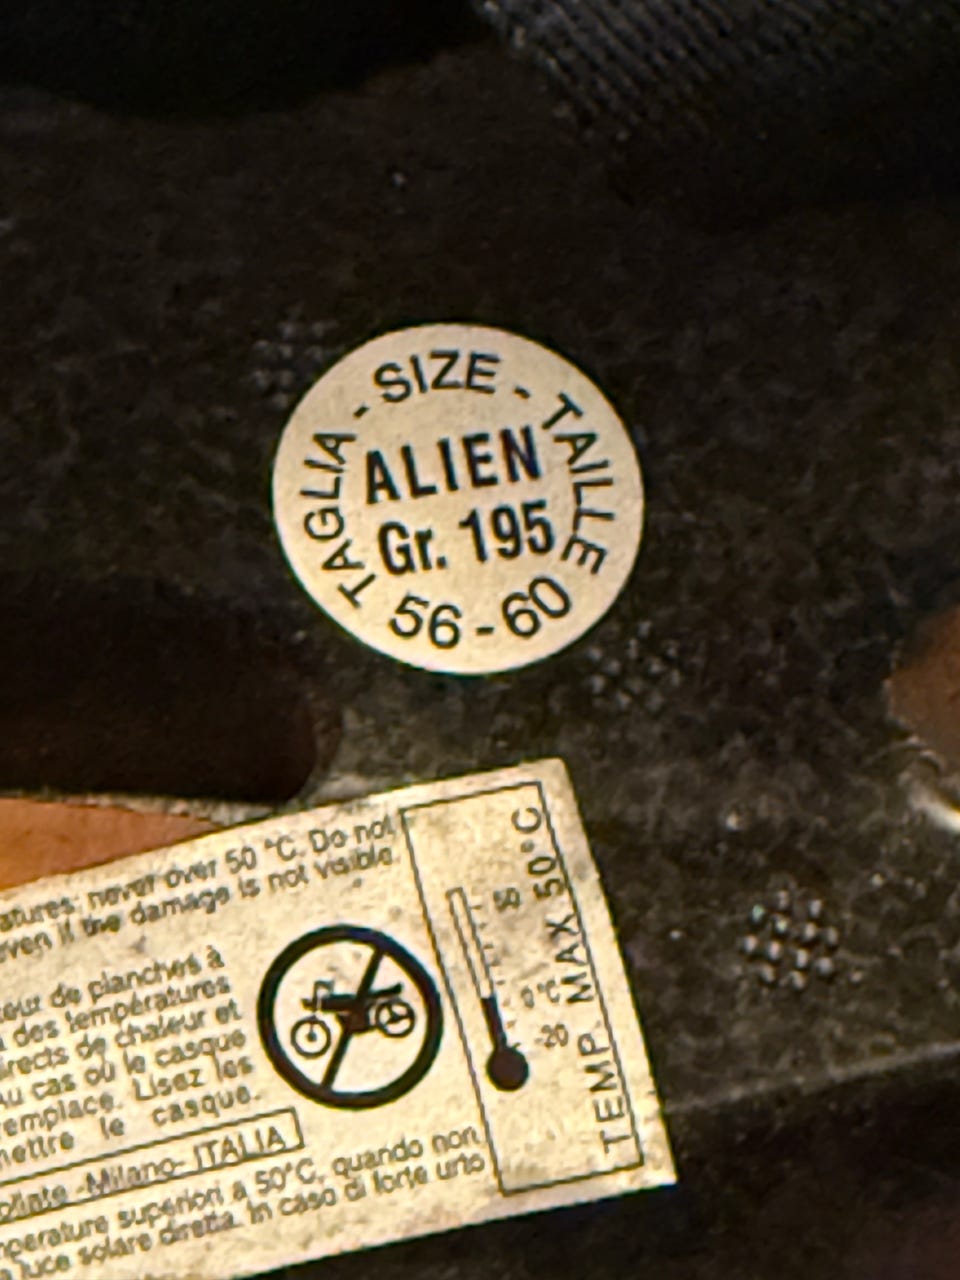 TAGLIA - SIZE - TAILLE
ALIEN
Gr. 195
56 - 60
atures; never over 50 °C. Do not
even if the damage is not visible.
eur de planches à
des températures
irects de chaleur et
Au cas où le casque
remplace. Lisez les
mettre le casque.
-Milano- ITALIA
perature superiori a 50°C, quando non
luce solare diretta. In caso di forte urto
50
0°C
-20
TEMP. MAX 50°C